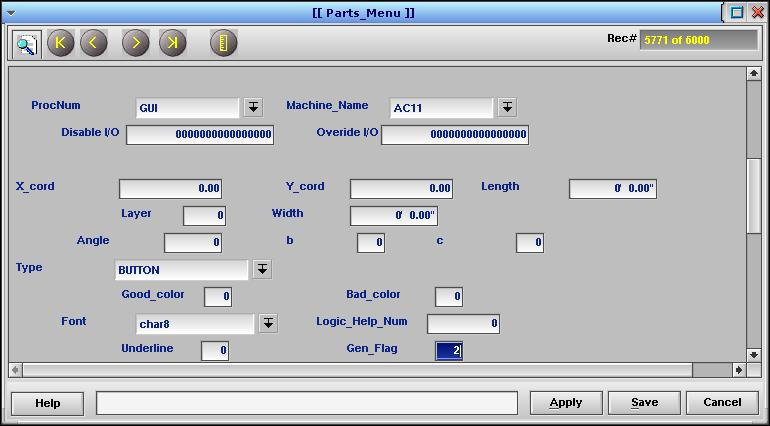 [[ Parts_Menu ]]
Rec# 5771 of 6000
ProcNum GUI Machine_Name AC11
Disable I/O 0000000000000000 Overide I/O 0000000000000000
X_cord 0.00 Y_cord 0.00 Length 0' 0.00"
Layer 0 Width 0' 0.00"
Angle 0 b 0 c 0
Type BUTTON
Good_color 0 Bad_color 0
Font char8 Logic_Help_Num 0
Underline 0 Gen_Flag 2
Help Apply Save Cancel